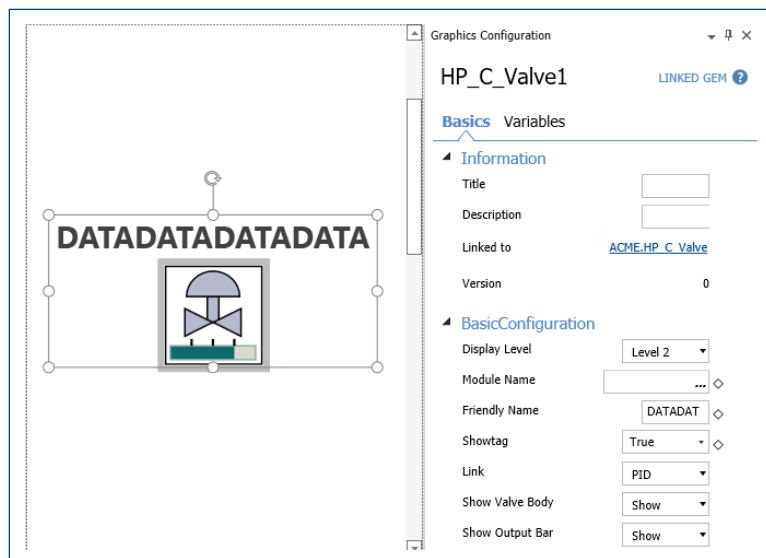 Graphics Configuration
HP_C_Valve1
LINKED GEM ?
Basics Variables
Information
Title
Description
Linked to ACME.HP_C_Valve
Version 0
DATADATADATADATA
BasicConfiguration
Display Level Level 2
Module Name ...
Friendly Name DATADAT
Showtag True
Link PID
Show Valve Body Show
Show Output Bar Show